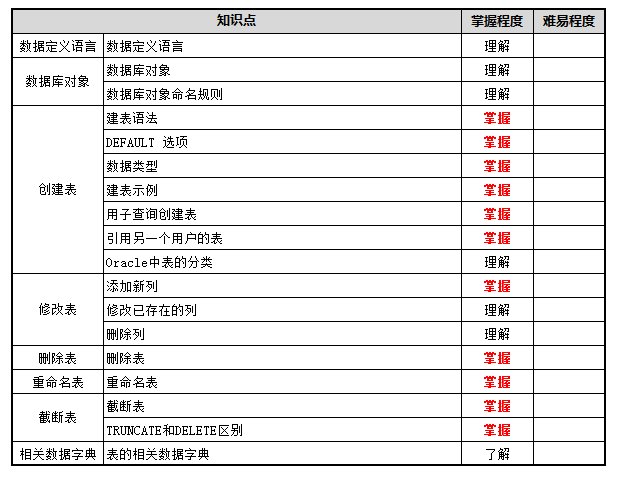 知识点 掌握程度 难易程度
数据定义语言 数据定义语言 理解
数据库对象 数据库对象 理解
数据库对象命名规则 理解
创建表 建表语法 掌握
DEFAULT 选项 掌握
数据类型 掌握
建表示例 掌握
用子查询创建表 掌握
引用另一个用户的表 掌握
Oracle中表的分类 理解
修改表 添加新列 掌握
修改已存在的列 理解
删除列 理解
删除表 删除表 掌握
重命名表 重命名表 掌握
截断表 截断表 掌握
TRUNCATE和DELETE区别 掌握
相关数据字典 表的相关数据字典 了解